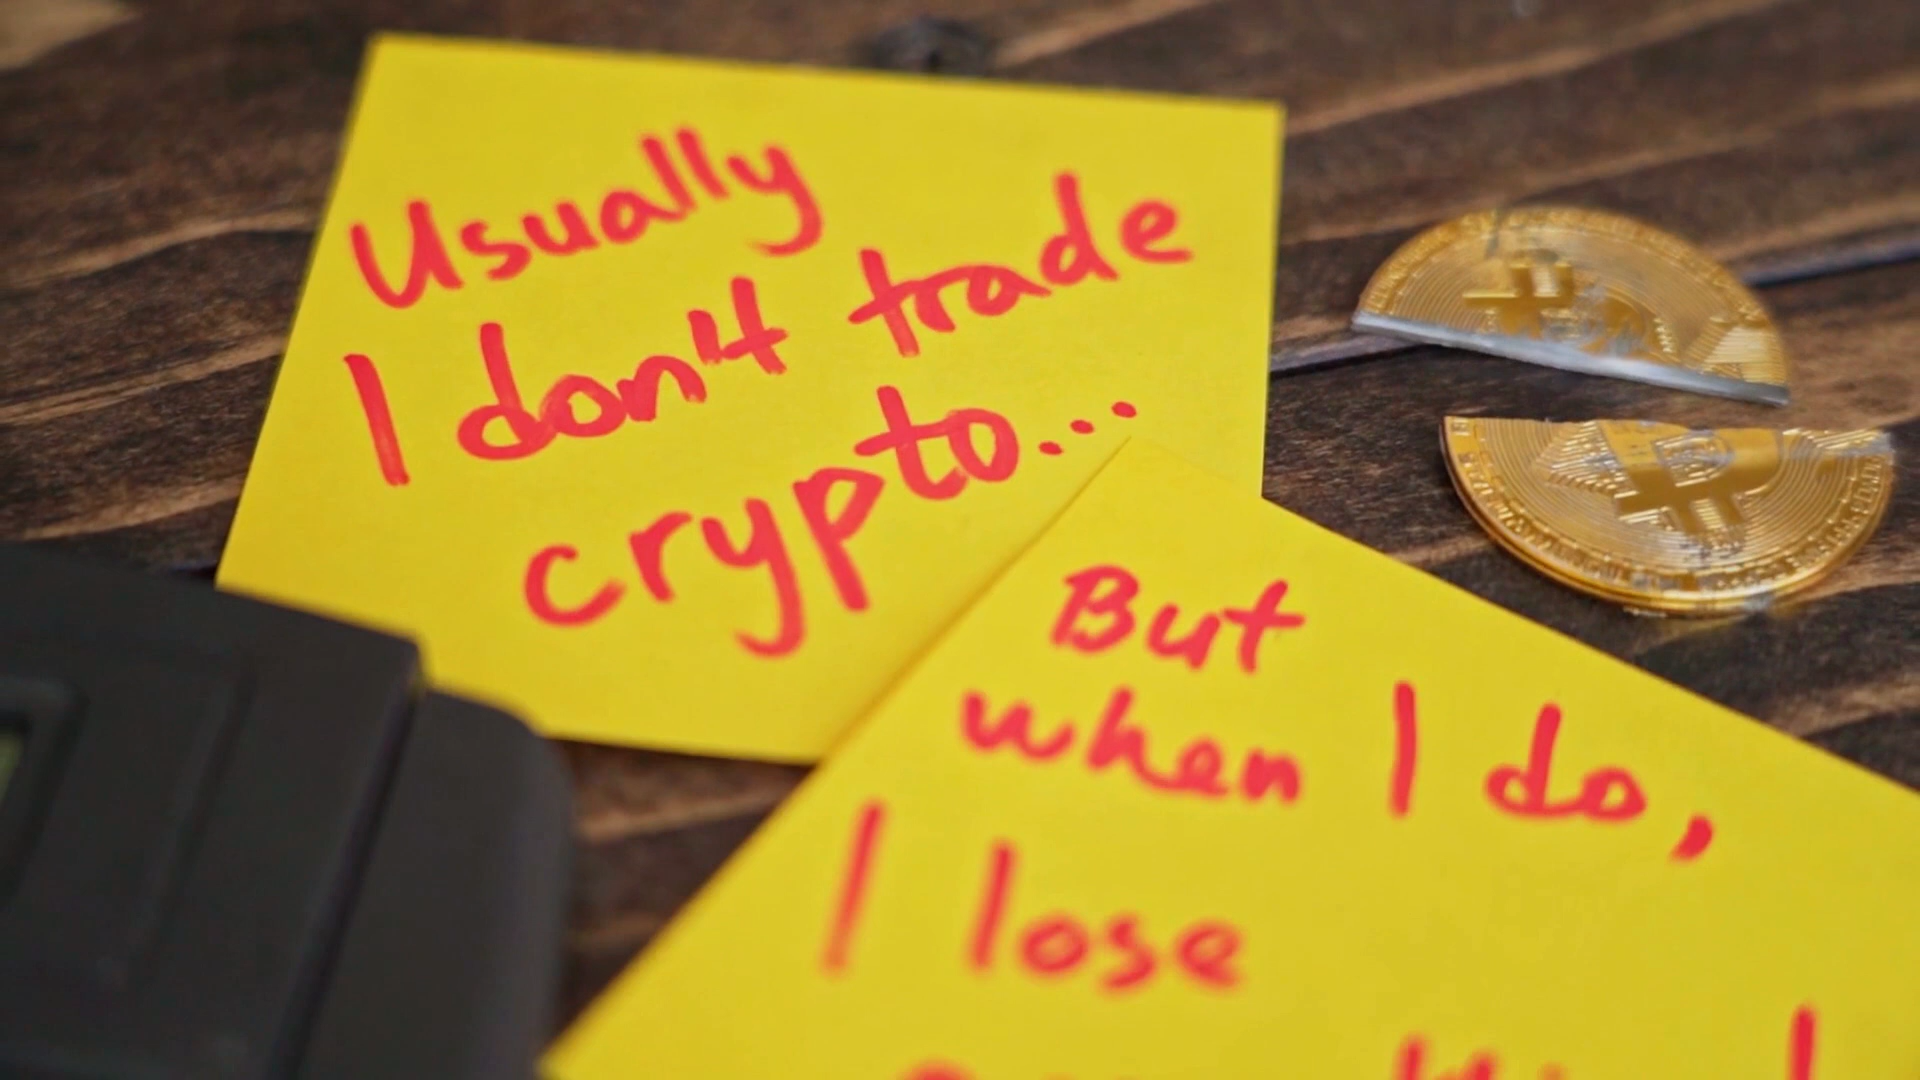 Usually
I don't trade
crypto...
But
when I do,
I lose